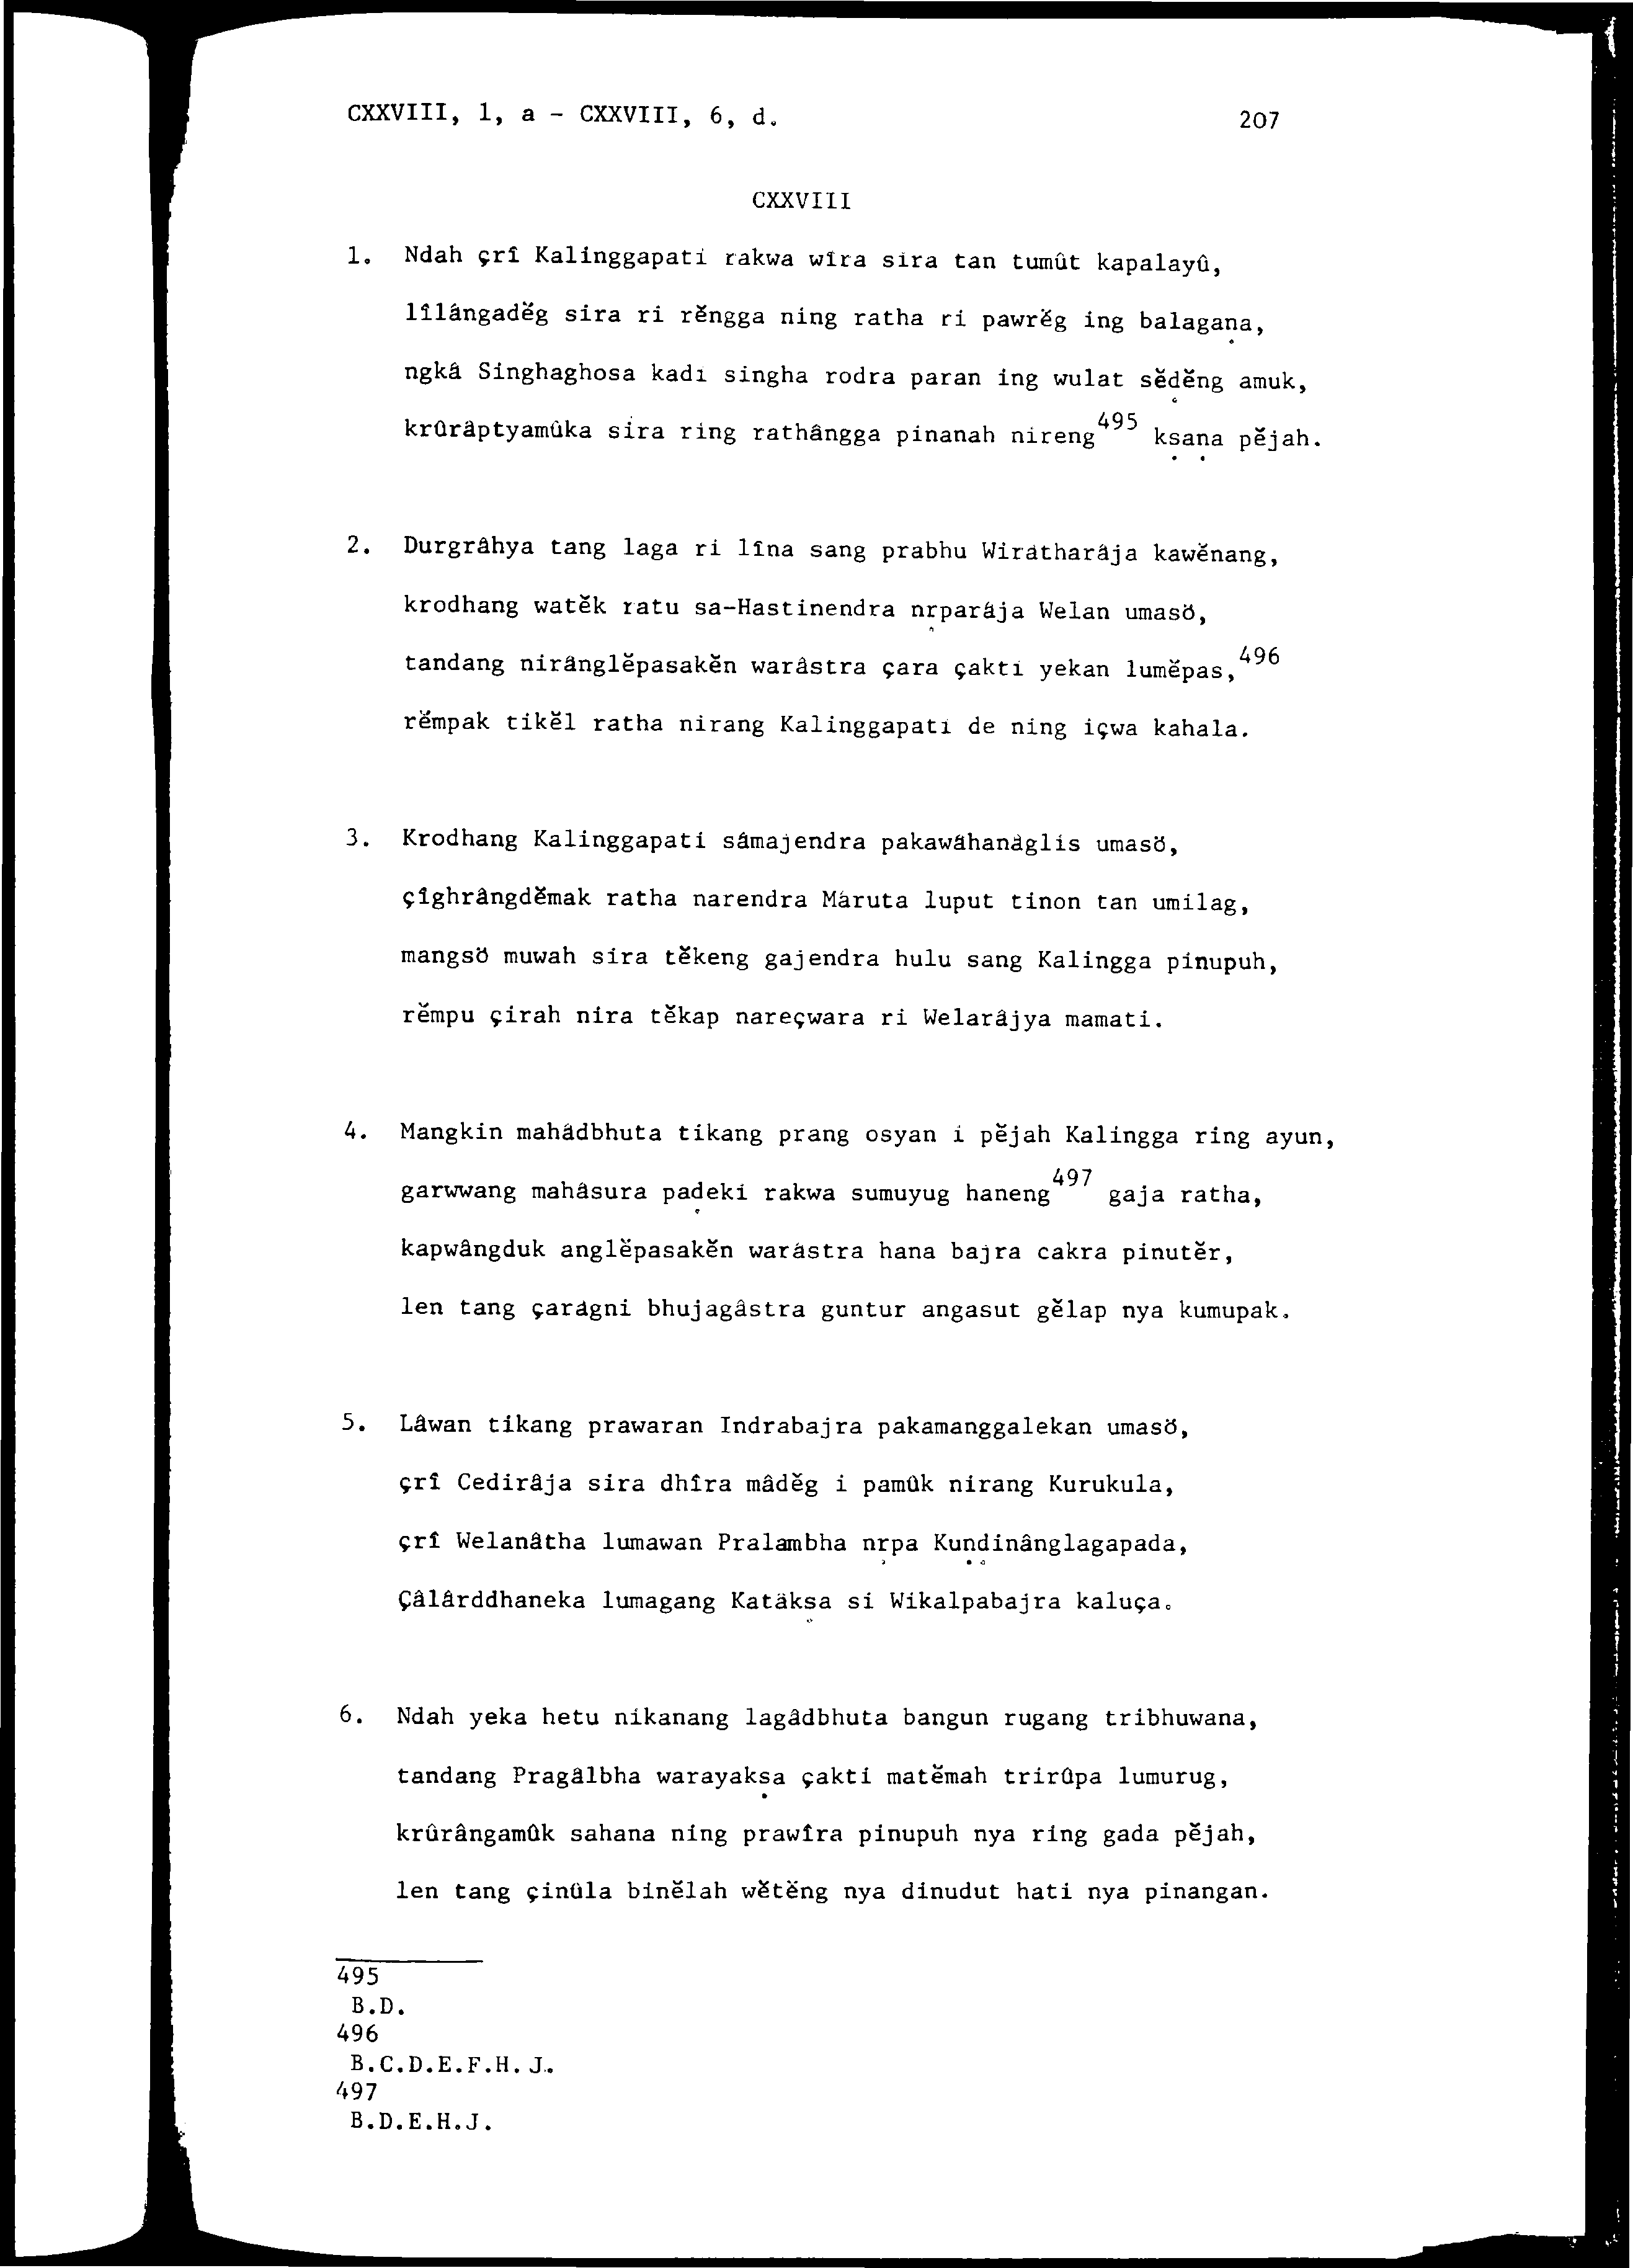 CXXVIII, 1, a - CXXVIII, 6, d. 207
CXXVIII
1. Ndah çrî Kalinggapati rakwa wîra sira tan tumût kapalayû,
lîlângadĕg sira ri rĕngga ning ratha ri pawrĕg ing balagaṇa,
ngkâ Singhaghosa kadi singha rodra paran ing wulat sĕḍĕng amuk,
krûrâptyamûka sira ring rathângga pinanah nireng⁴⁹⁵ kṣaṇa pĕjah.
2. Durgrâhya tang laga ri lîna sang prabhu Wirâtharâja kawĕnang,
krodhang watĕk ratu sa-Hastinendra nṛparâja Welan umasö,
tandang nirânglĕpasakĕn warâstra çara çakti yekan lumĕpas,⁴⁹⁶
rĕmpak tikĕl ratha nirang Kalinggapati de ning içwa kahala.
3. Krodhang Kalinggapati sâmajendra pakawâhanâglis umasö,
çîghrângdĕmak ratha narendra Mâruta luput tinon tan umilag,
mangsö muwah sira tĕkeng gajendra hulu sang Kalingga pinupuh,
rĕmpu çirah nira tĕkap nareçwara ri Welarâjya mamati.
4. Mangkin mahâdbhuta tikang prang osyan i pĕjah Kalingga ring ayun,
garwwang mahâsura paḍeki rakwa sumuyug haneng⁴⁹⁷ gaja ratha,
kapwângduk anglĕpasakĕn warâstra hana bajra cakra pinutĕr,
len tang çarâgni bhujagâstra guntur angasut gĕlap nya kumupak.
5. Lâwan tikang prawaran Indrabajra pakamanggalekan umasö,
çrî Cedirâja sira dhîra mâdĕg i pamûk nirang Kurukula,
çrî Welanâtha lumawan Pralambha nṛpa Kuṇḍinânglagapada,
Çâlârddhaneka lumagang Katâkṣa si Wikalpabajra kaluça.
6. Ndah yeka hetu nikanang lagâdbhuta bangun rugang tribhuwana,
tandang Pragâlbha warayakṣa çakti matĕmah trirûpa lumurug,
krûrângamûk sahana ning prawîra pinupuh nya ring gada pĕjah,
len tang çinûla binĕlah wĕtĕng nya dinudut hati nya pinangan.
495
B.D.
496
B.C.D.E.F.H.J.
497
B.D.E.H.J.